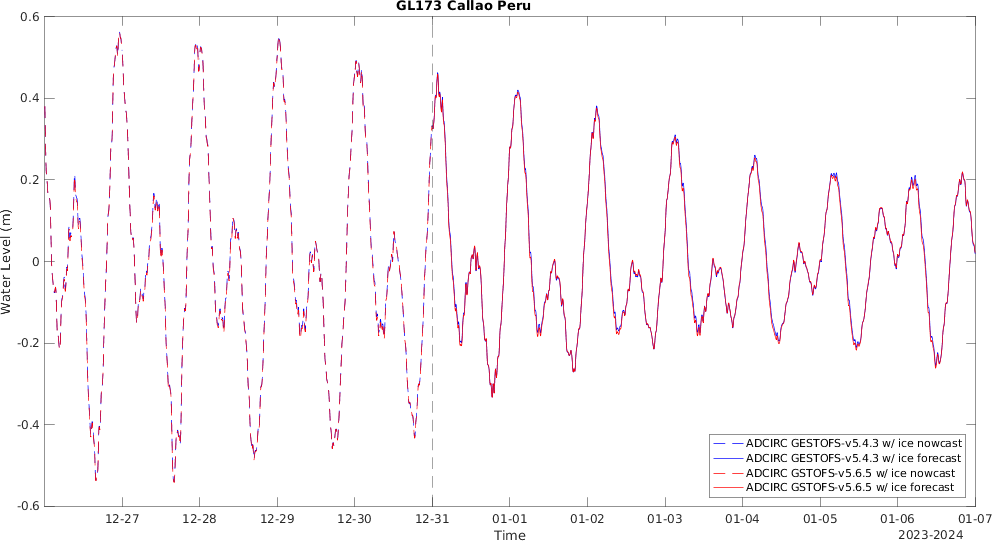 GL173 Callao Peru
0.6
0.4
0.2
0
-0.2
-0.4
-0.6
Water Level (m)
ADCIRC GESTOFS-v5.4.3 w/ ice nowcast
ADCIRC GESTOFS-v5.4.3 w/ ice forecast
ADCIRC GSTOFS-v5.6.5 w/ ice nowcast
ADCIRC GSTOFS-v5.6.5 w/ ice forecast
12-27 12-28 12-29 12-30 12-31 01-01 01-02 01-03 01-04 01-05 01-06 01-07
Time
2023-2024